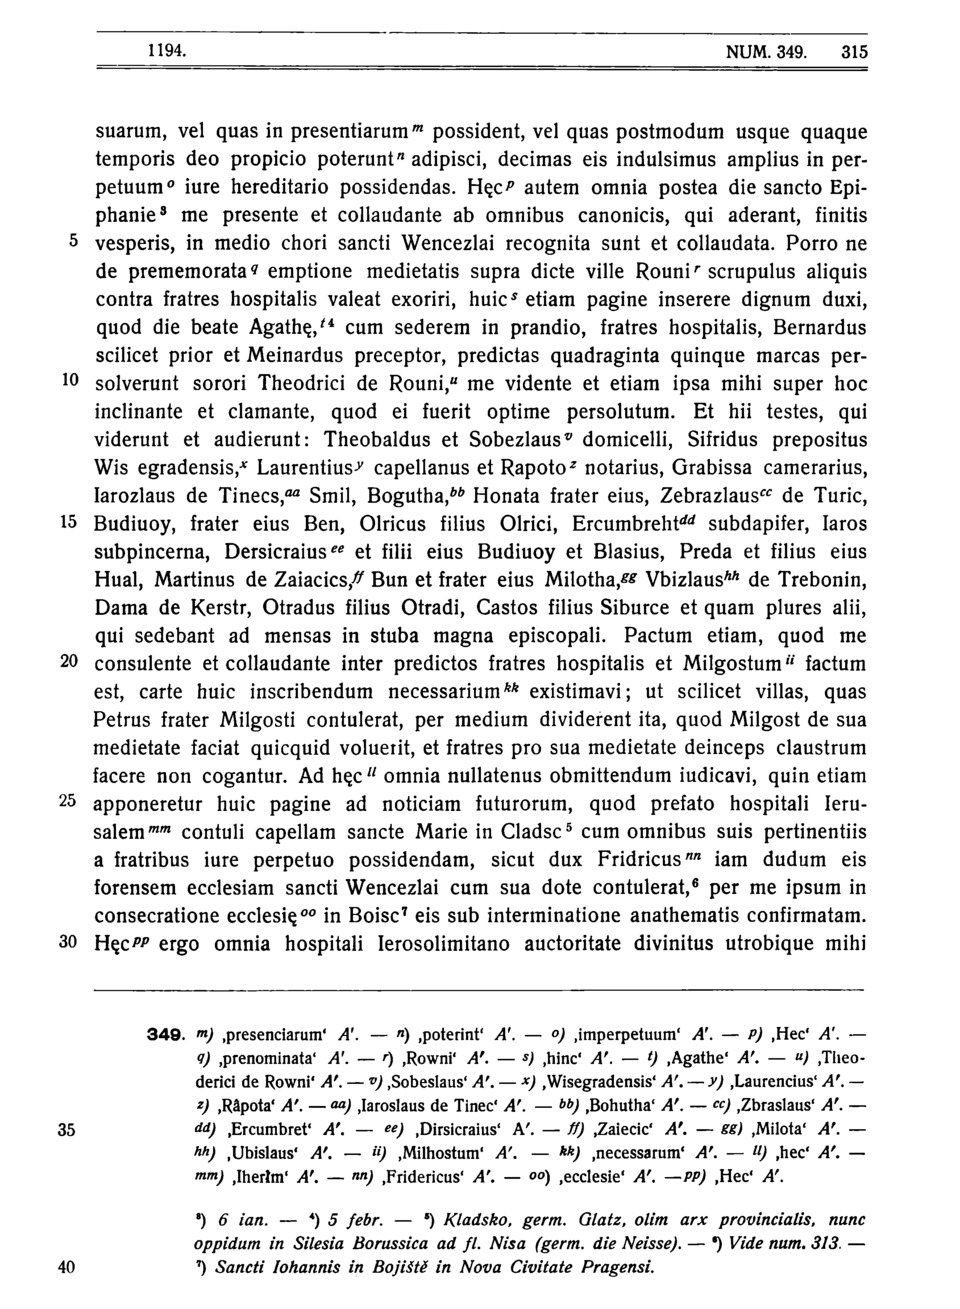 1194. NUM. 349. 315
suarum, vel quas in presentiarum m possident, vel quas postmodum usque quaque
temporis deo propicio poterunt n adipisci, decimas eis indulsimus amplius in per-
petuum o iure hereditario possidendas. Hęc p autem omnia postea die sancto Epi-
phanie 3 me presente et collaudante ab omnibus canonicis, qui aderant, finitis
5 vesperis, in medio chori sancti Wencezlai recognita sunt et collaudata. Porro ne
de prememorata q emptione medietatis supra dicte ville Rouni r scrupulus aliquis
contra fratres hospitalis valeat exoriri, huic s etiam pagine inserere dignum duxi,
quod die beate Agathę, t 4 cum sederem in prandio, fratres hospitalis, Bernardus
scilicet prior et Meinardus preceptor, predictas quadraginta quinque marcas per-
10 solverunt sorori Theodrici de Rouni, u me vidente et etiam ipsa mihi super hoc
inclinante et clamante, quod ei fuerit optime persolutum. Et hii testes, qui
viderunt et audierunt: Theobaldus et Sobezlaus v domicelli, Sifridus prepositus
Wis egradensis, x Laurentius y capellanus et Rapoto z notarius, Grabissa camerarius,
Iarozlaus de Tinecs, aa Smil, Bogutha, bb Honata frater eius, Zebrazlaus cc de Turic,
15 Budiuoy, frater eius Ben, Olricus filius Olrici, Ercumbreht dd subdapifer, Iaros
subpincerna, Dersicraius ee et filii eius Budiuoy et Blasius, Preda et filius eius
Hual, Martinus de Zaiacics, ff Bun et frater eius Milotha, gg Vbizlaus hh de Trebonin,
Dama de Kerstr, Otradus filius Otradi, Castos filius Siburce et quam plures alii,
qui sedebant ad mensas in stuba magna episcopali. Pactum etiam, quod me
20 consulente et collaudante inter predictos fratres hospitalis et Milgostum ii factum
est, carte huic inscribendum necessarium kk existimavi; ut scilicet villas, quas
Petrus frater Milgosti contulerat, per medium dividerent ita, quod Milgost de sua
medietate faciat quicquid voluerit, et fratres pro sua medietate deinceps claustrum
facere non cogantur. Ad hęc ll omnia nullatenus obmittendum iudicavi, quin etiam
25 apponeretur huic pagine ad noticiam futurorum, quod prefato hospitali Ieru-
salem mm contuli capellam sancte Marie in Cladsc 5 cum omnibus suis pertinentiis
a fratribus iure perpetuo possidendam, sicut dux Fridricus nn iam dudum eis
forensem ecclesiam sancti Wencezlai cum sua dote contulerat, 6 per me ipsum in
consecratione ecclesię oo in Boisc 7 eis sub interminatione anathematis confirmatam.
30 Hęc pp ergo omnia hospitali Ierosolimitano auctoritate divinitus utrobique mihi
349. m) ‚presenciarum‘ A'. — n) ‚poterint‘ A'. — o) ‚imperpetuum‘ A'. — p) ‚Hec‘ A'. —
q) ‚prenominata‘ A'. — r) ‚Rowni‘ A'. — s) ‚hinc‘ A'. — t) ‚Agathe‘ A'. — u) ‚Theo-
derici de Rowni‘ A'. — v) ‚Sobeslaus‘ A'. — x) ‚Wisegradensis‘ A'. — y) ‚Laurencius‘ A'. —
z) ‚Râpota‘ A'. — aa) ‚Iaroslaus de Tinec‘ A'. — bb) ‚Bohutha‘ A'. — cc) ‚Zbraslaus‘ A'. —
35 dd) ‚Ercumbret‘ A'. — ee) ‚Dirsicraius‘ A'. — ff) ‚Zaiecic‘ A'. — gg) ‚Milota‘ A'. —
hh) ‚Ubislaus‘ A'. — ii) ‚Milhostum‘ A'. — kk) ‚necessarum‘ A'. — ll) ‚hec‘ A'. —
mm) ‚Iherłm‘ A'. — nn) ‚Fridericus‘ A'. — oo) ‚ecclesie‘ A'. —pp) ‚Hec‘ A'.
3) 6 ian. — 4) 5 febr. — 5) Kladsko, germ. Glatz, olim arx provincialis, nunc
oppidum in Silesia Borussica ad fl. Nisa (germ. die Neisse). — 6) Vide num. 313. —
40 7) Sancti Iohannis in Bojiště in Nova Civitate Pragensi.